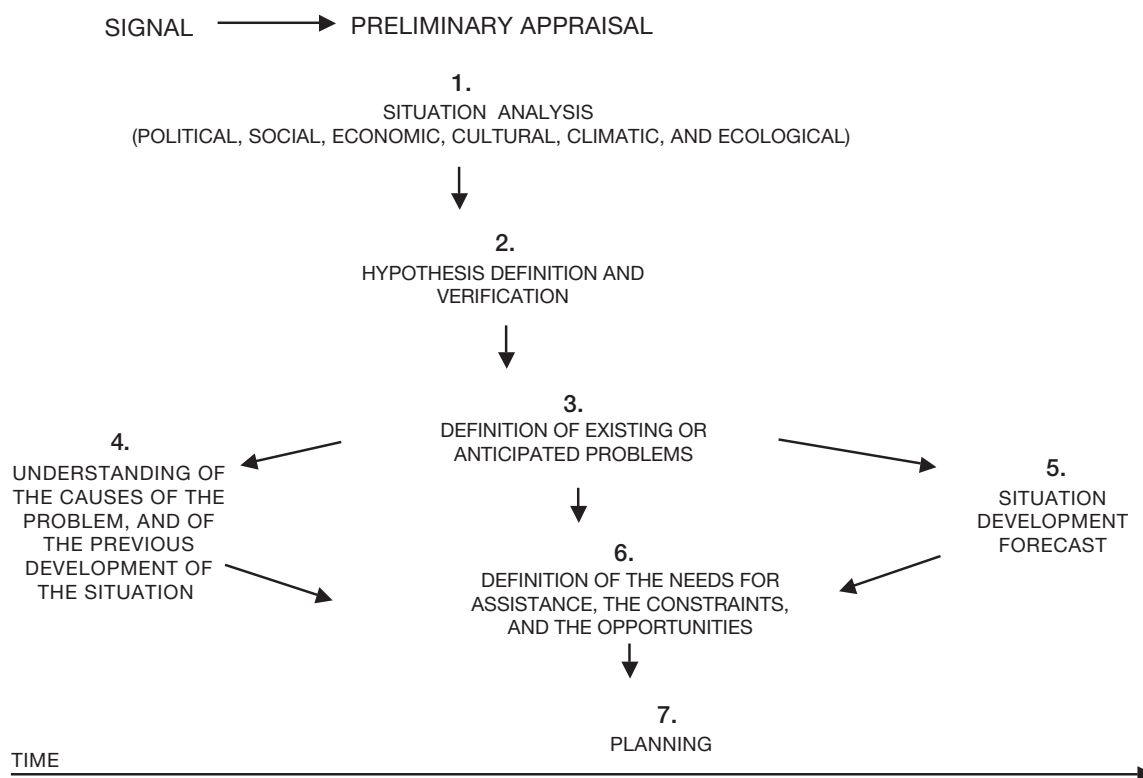 SIGNAL PRELIMINARY APPRAISAL
1.
SITUATION ANALYSIS
(POLITICAL, SOCIAL, ECONOMIC, CULTURAL, CLIMATIC, AND ECOLOGICAL)
2.
HYPOTHESIS DEFINITION AND
VERIFICATION
3.
DEFINITION OF EXISTING OR
ANTICIPATED PROBLEMS
4.
UNDERSTANDING OF
THE CAUSES OF THE
PROBLEM, AND OF
THE PREVIOUS
DEVELOPMENT OF
THE SITUATION
5.
SITUATION
DEVELOPMENT
FORECAST
6.
DEFINITION OF THE NEEDS FOR
ASSISTANCE, THE CONSTRAINTS,
AND THE OPPORTUNITIES
7.
PLANNING
TIME